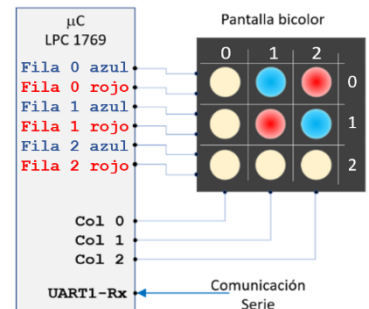 µC
LPC 1769
Fila 0 azul
Fila 0 rojo
Fila 1 azul
Fila 1 rojo
Fila 2 azul
Fila 2 rojo
Col 0
Col 1
Col 2
UART1-Rx
Pantalla bicolor
0 1 2
0
1
2
Comunicación
Serie